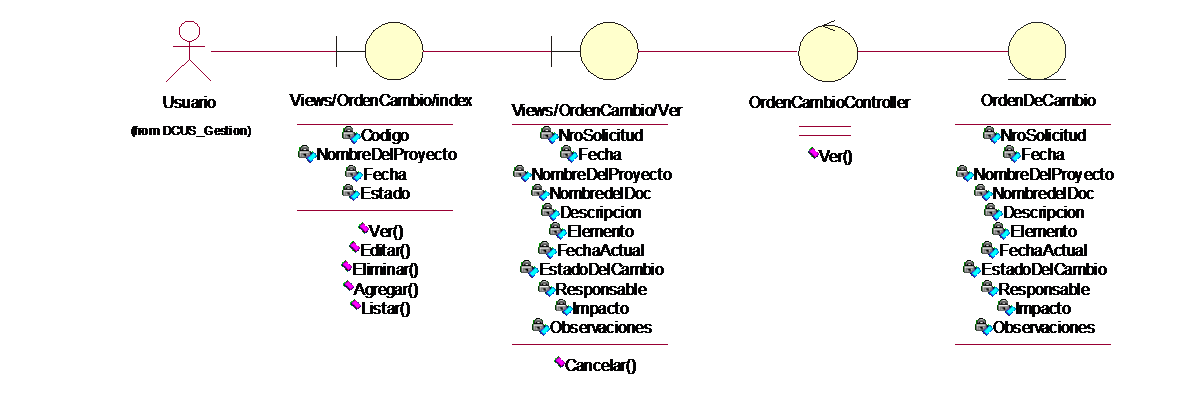 Usuario
(from DCUS_Gestion)
Views/OrdenCambio/index
Codigo
NombreDelProyecto
Fecha
Estado
Ver()
Editar()
Eliminar()
Agregar()
Listar()
Views/OrdenCambio/Ver
NroSolicitud
Fecha
NombreDelProyecto
NombredelDoc
Descripcion
Elemento
FechaActual
EstadoDelCambio
Responsable
Impacto
Observaciones
Cancelar()
OrdenCambioController
Ver()
OrdenDeCambio
NroSolicitud
Fecha
NombreDelProyecto
NombredelDoc
Descripcion
Elemento
FechaActual
EstadoDelCambio
Responsable
Impacto
Observaciones